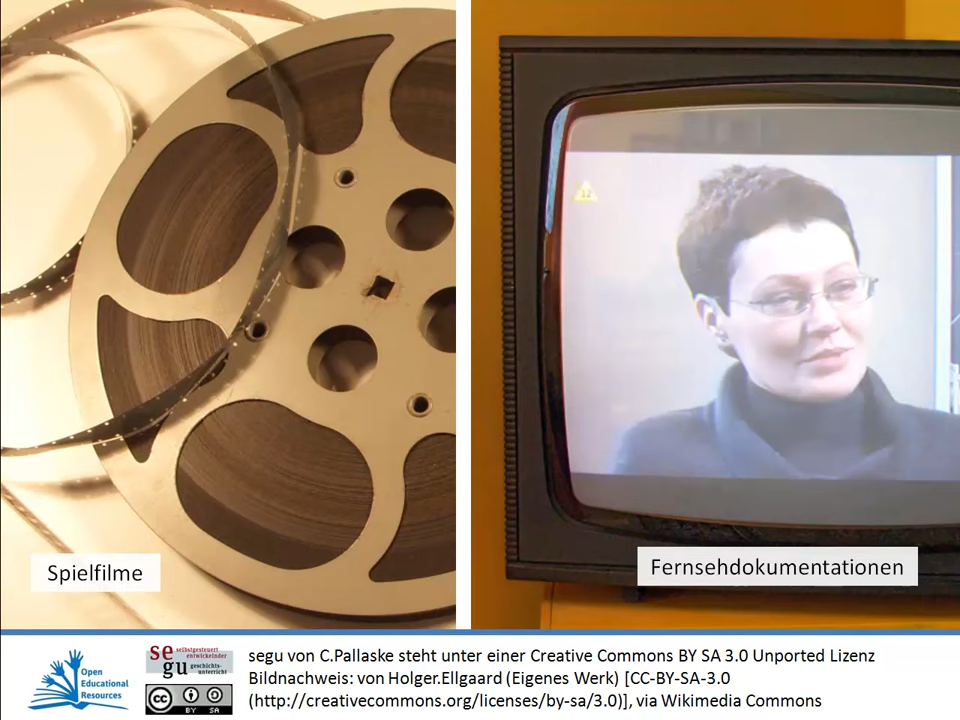 Spielfilme
Fernsehdokumentationen
Open
Educational
Resources
segu
selbstgesteuert
entwickelnder
geschichts-
unterricht
cc
BY SA
segu von C.Pallaske steht unter einer Creative Commons BY SA 3.0 Unported Lizenz
Bildnachweis: von Holger.Ellgaard (Eigenes Werk) [CC-BY-SA-3.0
(http://creativecommons.org/licenses/by-sa/3.0)], via Wikimedia Commons